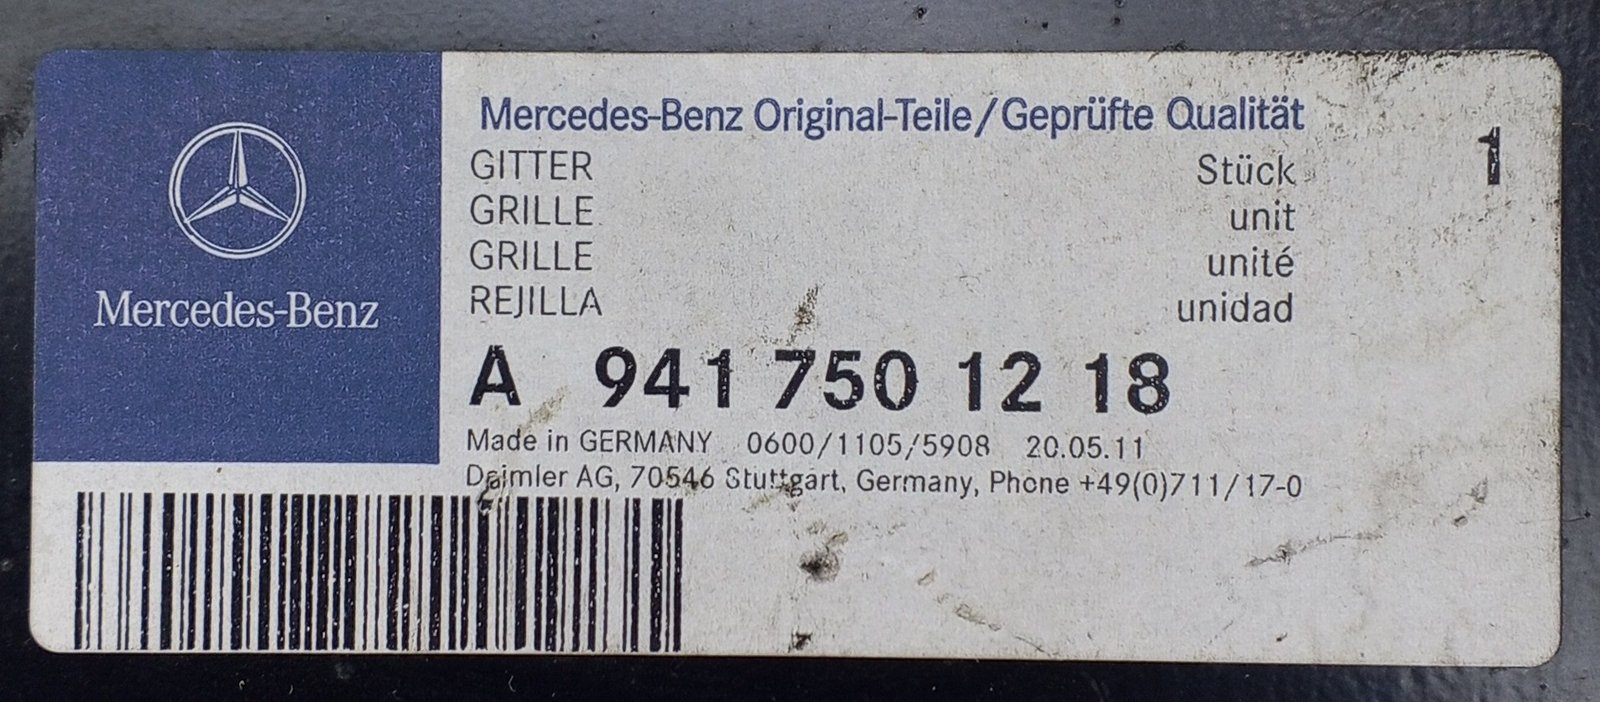 Mercedes-Benz
Mercedes-Benz Original-Teile/Geprüfte Qualität
GITTER Stück 1
GRILLE unit
GRILLE unité
REJILLA unidad
A 941 750 12 18
Made in GERMANY 0600/1105/5908 20.05.11
Daimler AG, 70546 Stuttgart, Germany, Phone +49(0)711/17-0